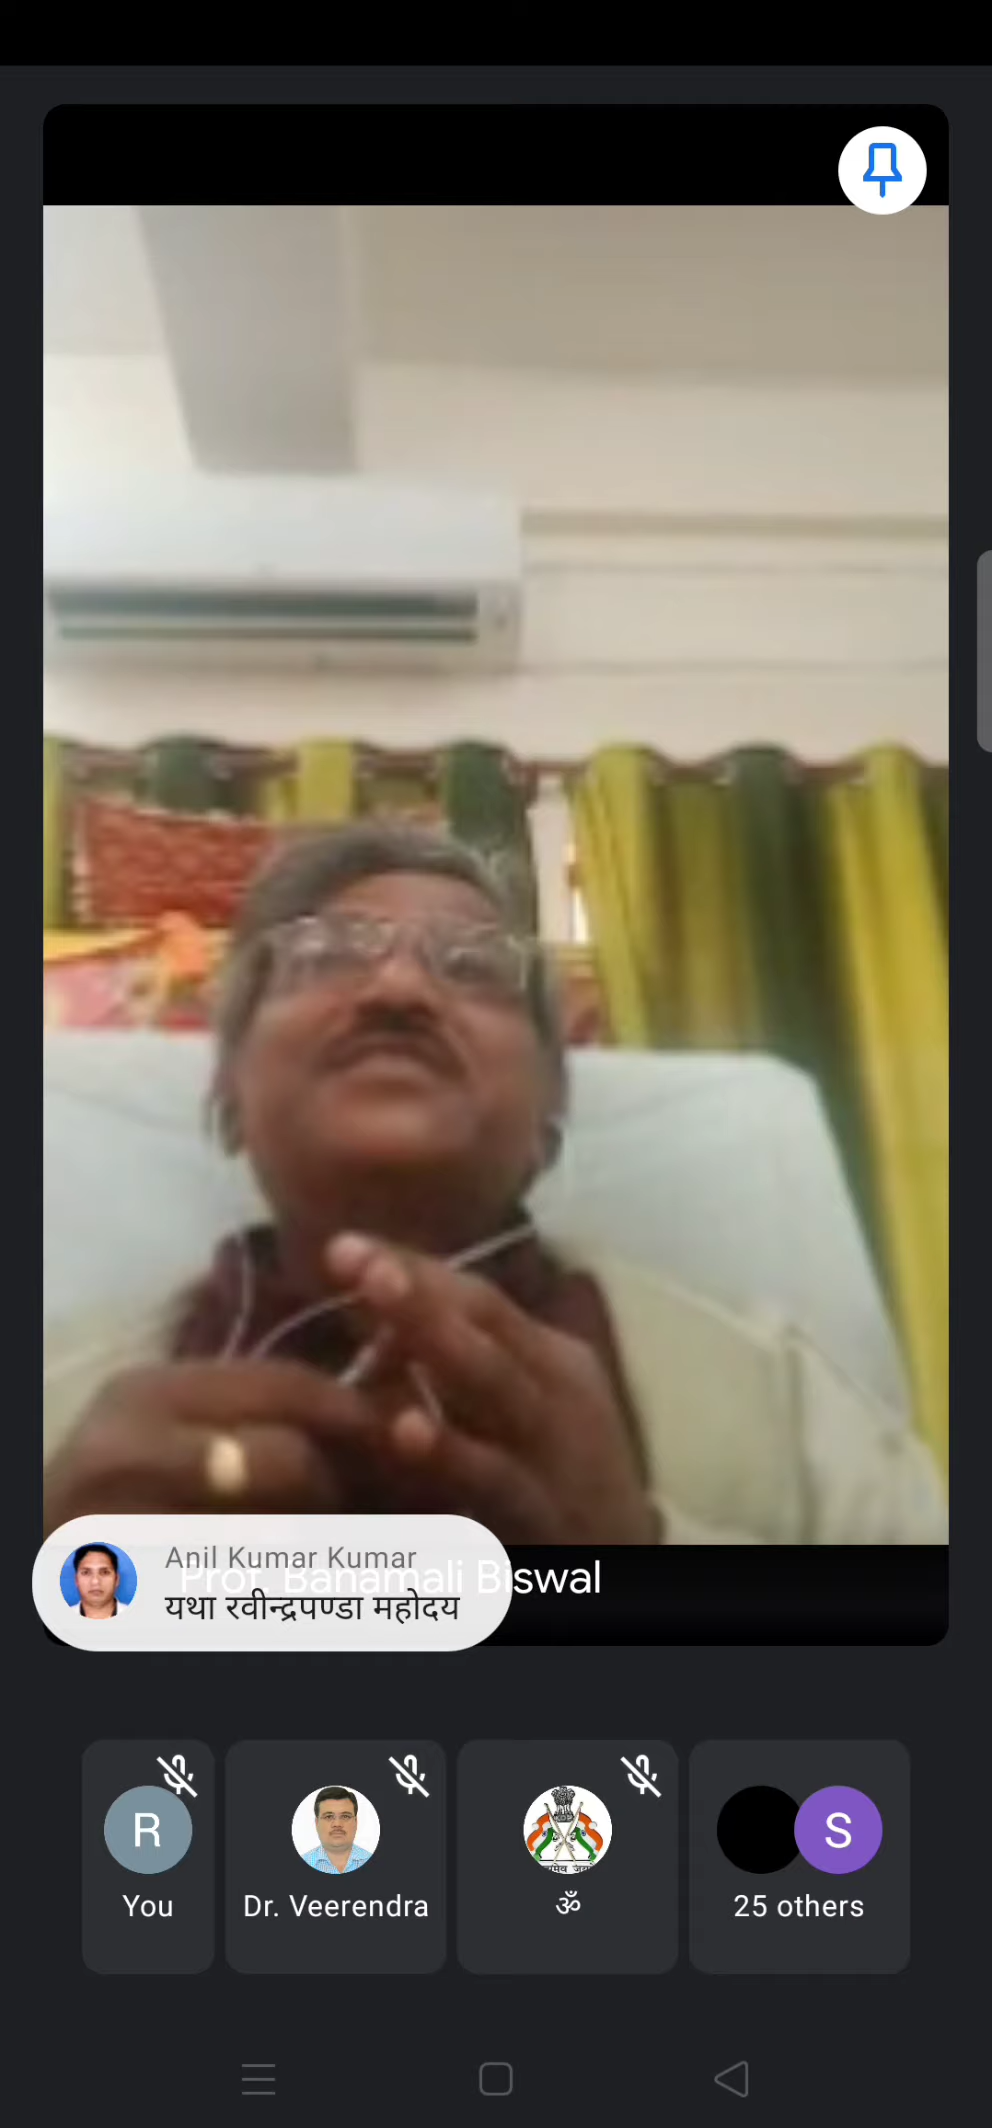 Anil Kumar Kumar
Prof. Banamali Biswal
यथा रवीन्द्रपण्डा महोदय
R
S
You
Dr. Veerendra
ॐ
25 others